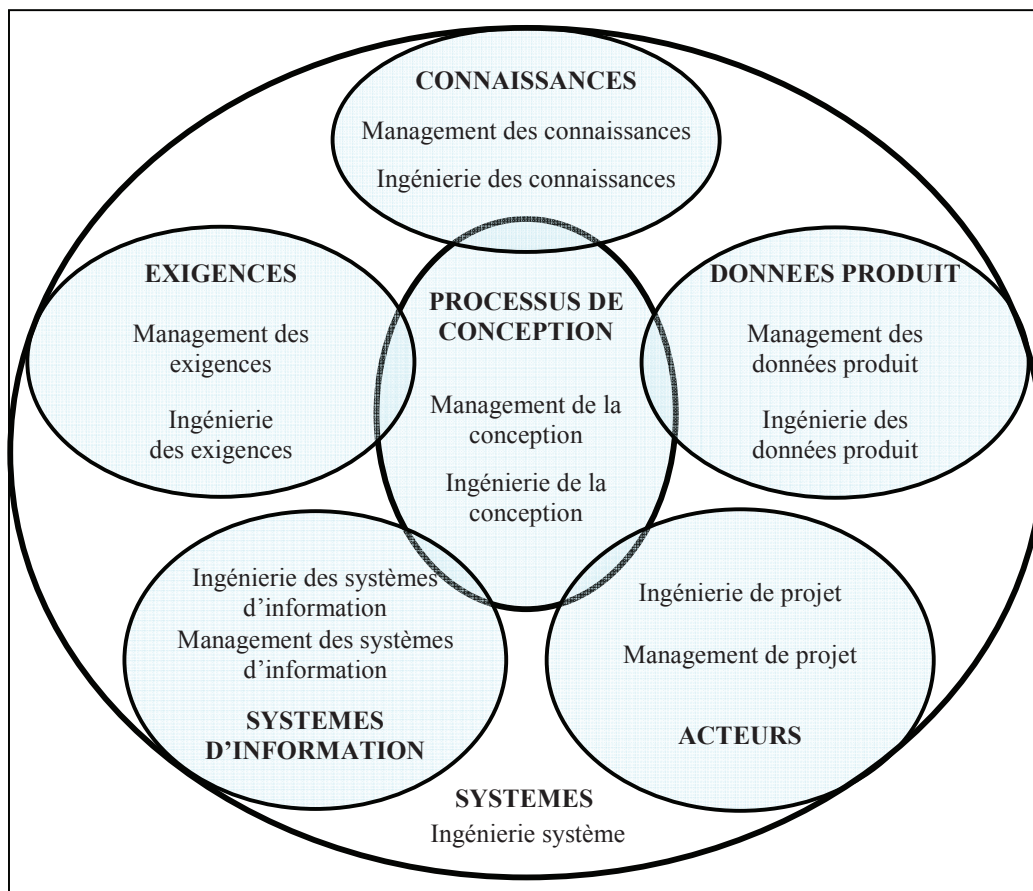 CONNAISSANCES
Management des connaissances
Ingénierie des connaissances
EXIGENCES
Management des
exigences
Ingénierie
des exigences
PROCESSUS DE
CONCEPTION
Management de la
conception
Ingénierie de la
conception
DONNEES PRODUIT
Management des
données produit
Ingénierie des
données produit
Ingénierie des systèmes
d’information
Management des systèmes
d’information
SYSTEMES
D’INFORMATION
Ingénierie de projet
Management de projet
ACTEURS
SYSTEMES
Ingénierie système